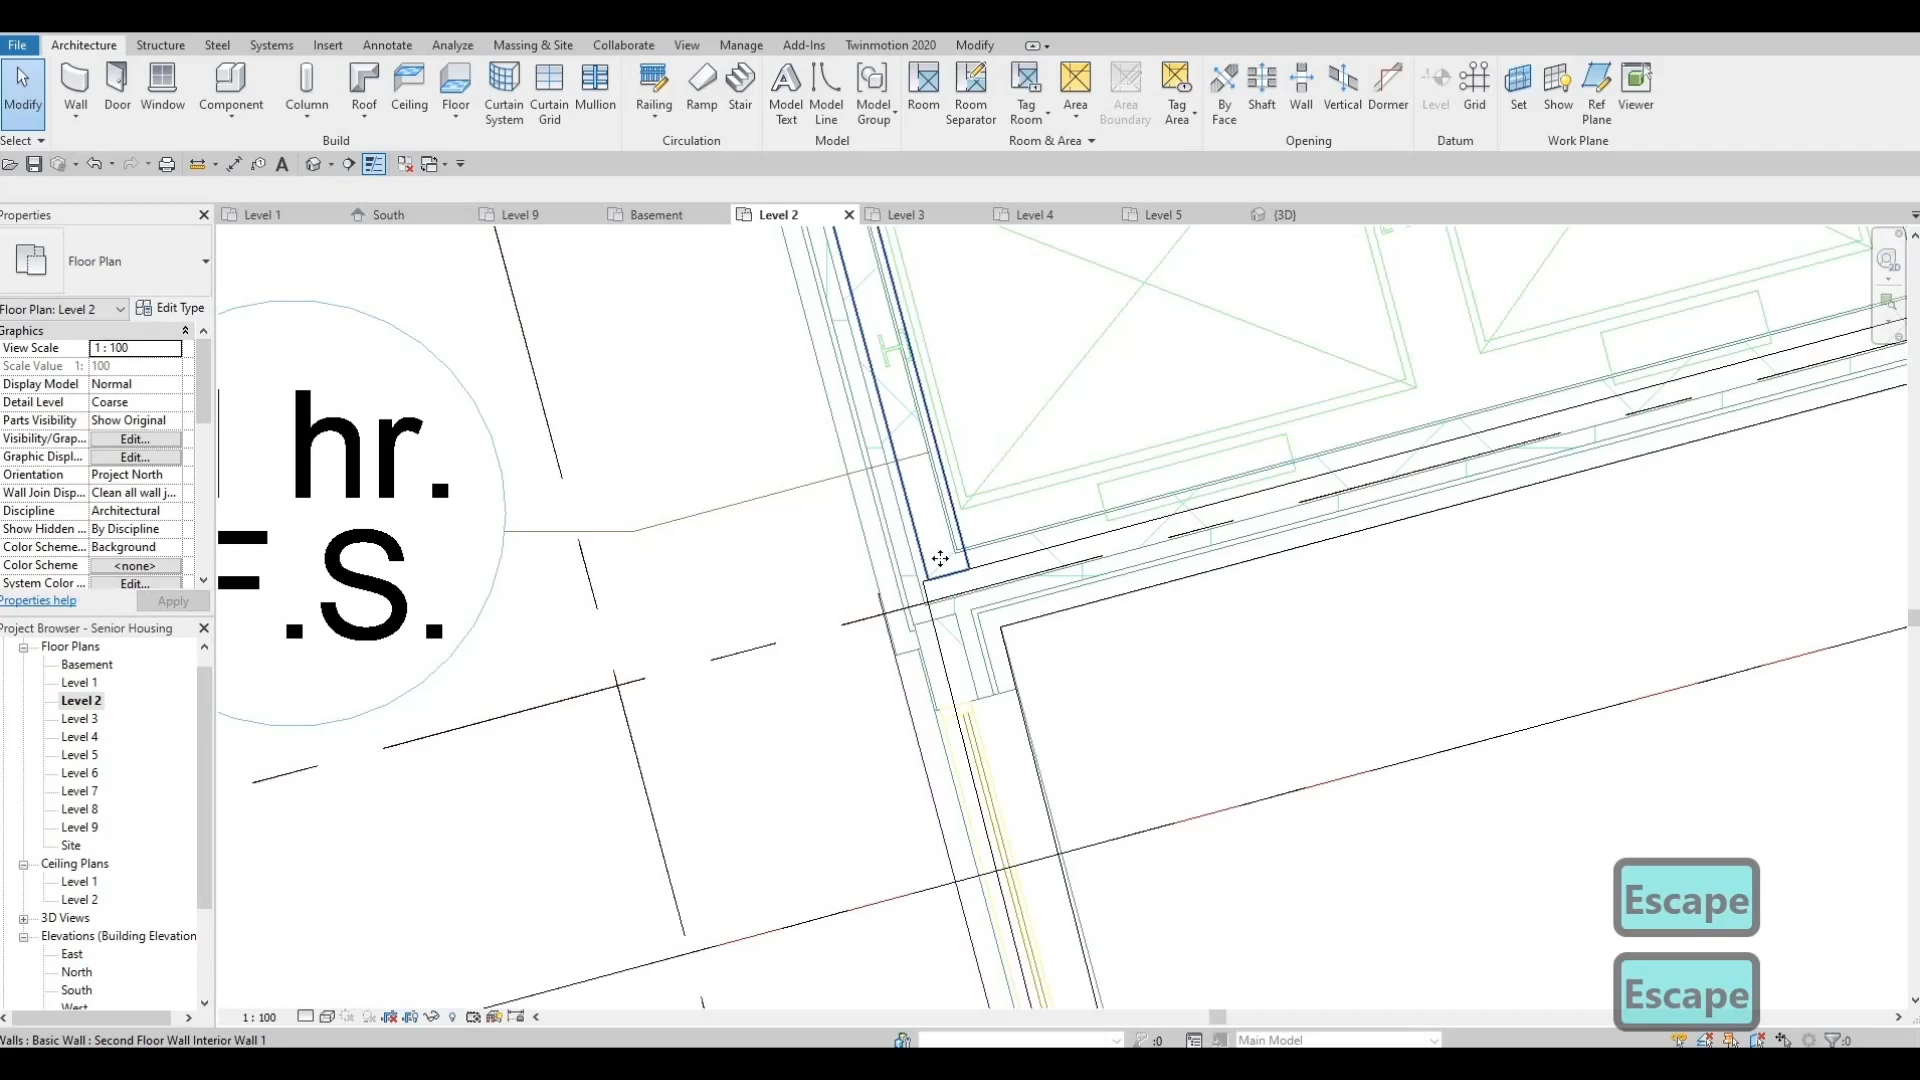 File Architecture Structure Steel Systems Insert Annotate Analyze Massing & Site Collaborate View Manage Add-Ins Twinmotion 2020 Modify
Modify Wall Door Window Component Column Roof Ceiling Floor Curtain System Curtain Grid Mullion Railing Ramp Stair Model Text Model Line Model Group Room Room Separator Tag Room Area Area Boundary Tag Area By Face Shaft Wall Vertical Dormer Level Grid Set Show Ref Plane Viewer
Select Build Circulation Model Room & Area Opening Datum Work Plane
Properties
Level 1 South Level 9 Basement Level 2 Level 3 Level 4 Level 5 {3D}
Floor Plan
Floor Plan: Level 2 Edit Type
Graphics
View Scale 1 : 100
Scale Value 1: 100
Display Model Normal
Detail Level Coarse
Parts Visibility Show Original
Visibility/Grap... Edit...
Graphic Displ... Edit...
Orientation Project North
Wall Join Disp... Clean all wall j...
Discipline Architectural
Show Hidden ... By Discipline
Color Scheme... Background
Color Scheme <none>
System Color ... Edit...
Properties help Apply
Project Browser - Senior Housing
Floor Plans
Basement
Level 1
Level 2
Level 3
Level 4
Level 5
Level 6
Level 7
Level 8
Level 9
Site
Ceiling Plans
Level 1
Level 2
3D Views
Elevations (Building Elevation
East
North
South
West
hr.
.S.
Escape
Escape
1 : 100
Walls : Basic Wall : Second Floor Wall Interior Wall 1
:0
Main Model
:0